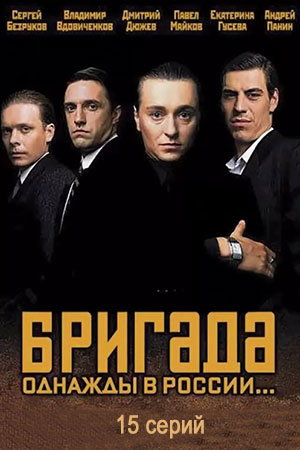 Сергей Владимир Дмитрий Павел Екатерина Андрей
Безруков Вдовиченков Дюжев Майков Гусева Панин
БРИГАДА
ОДНАЖДЫ В РОССИИ...
15 серий